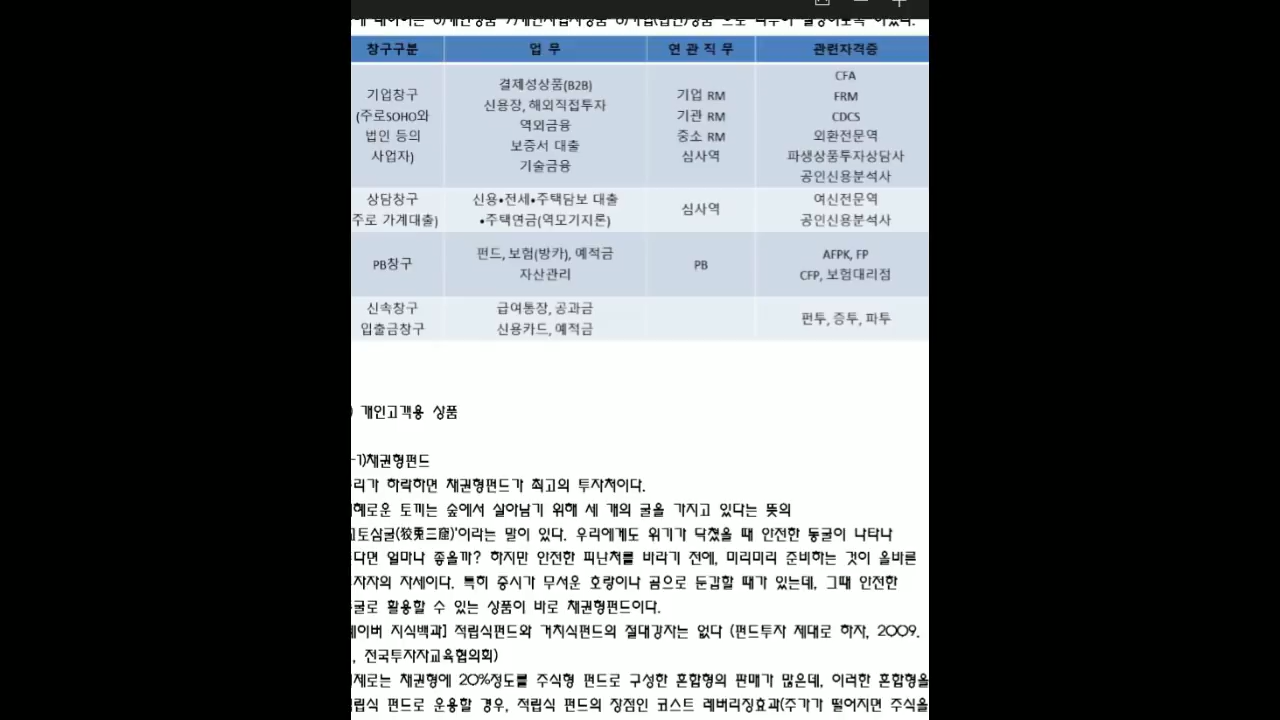 창구구분 업 무 연 관 직 무 관련자격증
기업창구
(주로SOHO와
법인 등의
사업자)
결제성상품(B2B)
신용장, 해외직접투자
역외금융
보증서 대출
기술금융
기업 RM
기관 RM
중소 RM
심사역
CFA
FRM
CDCS
외환전문역
파생상품투자상담사
공인신용분석사
상담창구
주로 가계대출)
신용•전세•주택담보 대출
•주택연금(역모기지론)
심사역
여신전문역
공인신용분석사
PB창구
펀드, 보험(방카), 예적금
자산관리
PB
AFPK, FP
CFP, 보험대리점
신속창구
입출금창구
급여통장, 공과금
신용카드, 예적금
펀투, 증투, 파투
) 개인고객용 상품
-1)채권형펀드
리가 하락하면 채권형펀드가 최고의 투자처이다.
혜로운 토끼는 숲에서 살아남기 위해 세 개의 굴을 가지고 있다는 뜻의
토삼굴(狡兎三窟)'이라는 말이 있다. 우리에게도 위기가 닥쳤을 때 안전한 동굴이 나타나
다면 얼마나 좋을까? 하지만 안전한 피난처를 바라기 전에, 미리미리 준비하는 것이 올바른
자자의 자세이다. 특히 증시가 무서운 호랑이나 곰으로 둔갑할 때가 있는데, 그때 안전한
굴로 활용할 수 있는 상품이 바로 채권형펀드이다.
이버 지식백과] 적립식펀드와 거치식펀드의 절대강자는 없다 (펀드투자 제대로 하자, 2009.
, 전국투자자교육협의회)
제로는 채권형에 20%정도를 주식형 펀드로 구성한 혼합형의 판매가 많은데, 이러한 혼합형을
립식 펀드로 운용할 경우, 적립식 펀드의 장점인 코스트 레버리징효과(주가가 떨어지면 주식을